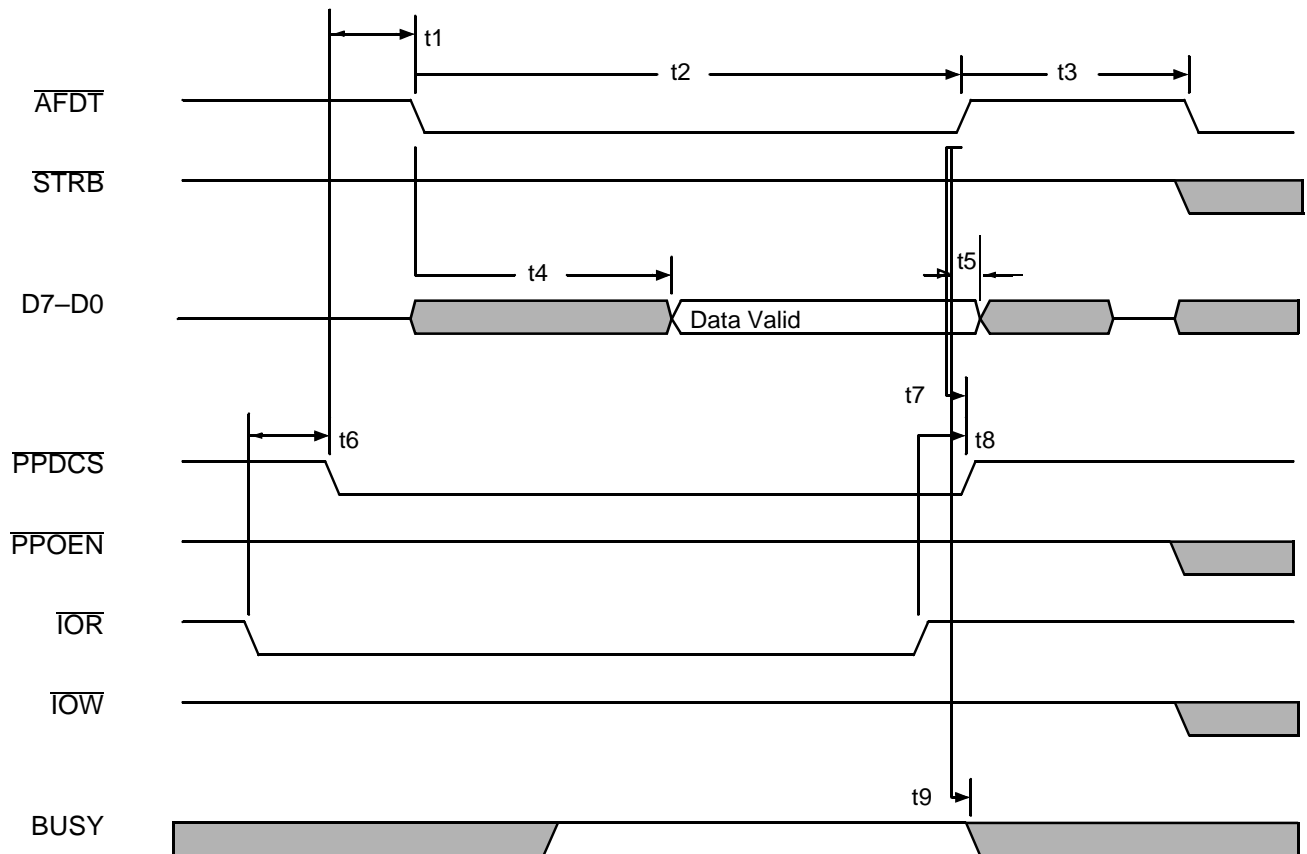 t1
t2
t3
AFDT
STRB
t4
t5
D7–D0
Data Valid
t7
t6
t8
PPDCS
PPOEN
IOR
IOW
t9
BUSY